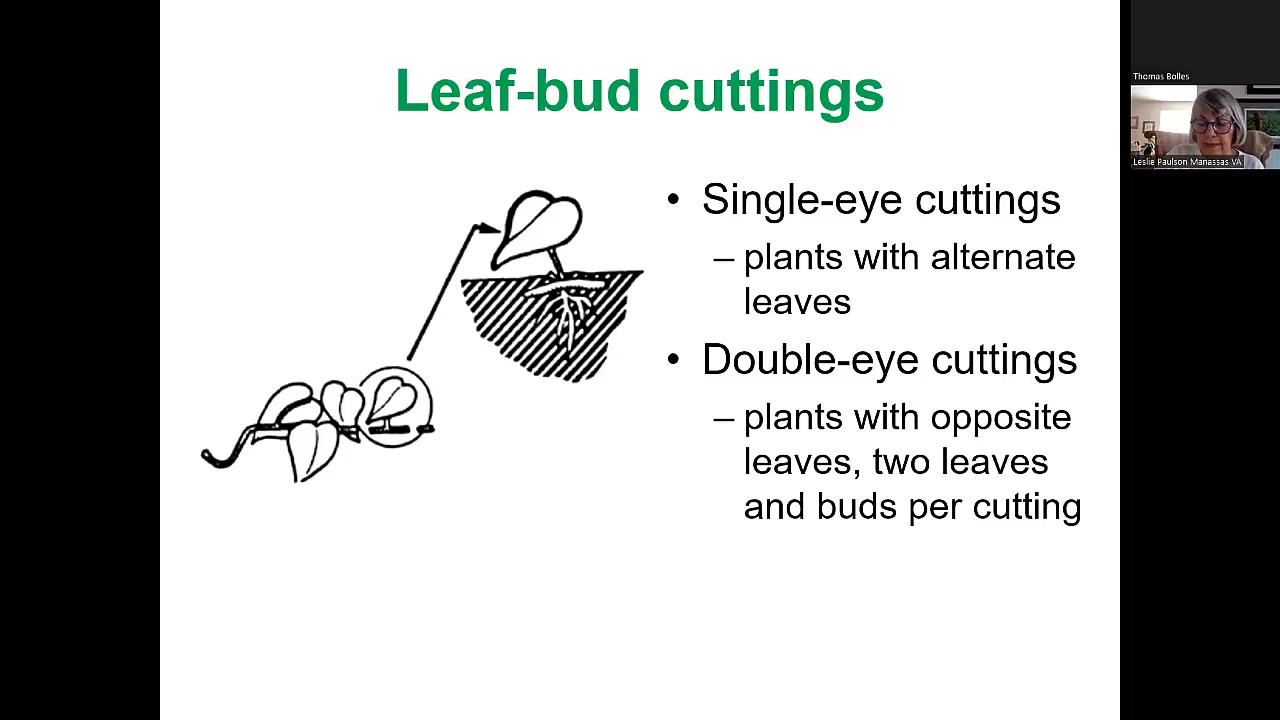 Leaf-bud cuttings
• Single-eye cuttings
– plants with alternate
leaves
• Double-eye cuttings
– plants with opposite
leaves, two leaves
and buds per cutting
Thomas Bolles
Leslie Paulson Manassas VA